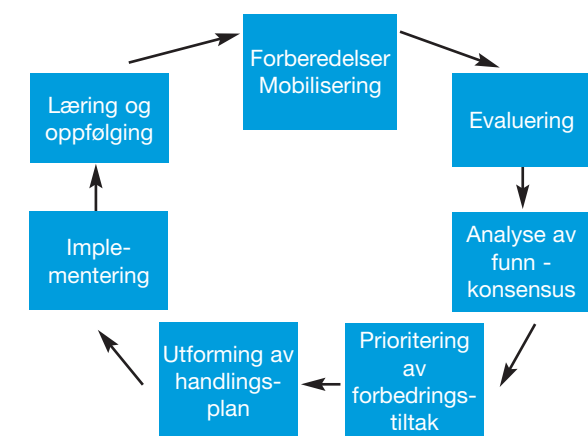 Forberedelser
Mobilisering
Evaluering
Analyse av
funn -
konsensus
Prioritering
av
forbedrings-
tiltak
Utforming av
handlings-
plan
Imple-
mentering
Læring og
oppfølging